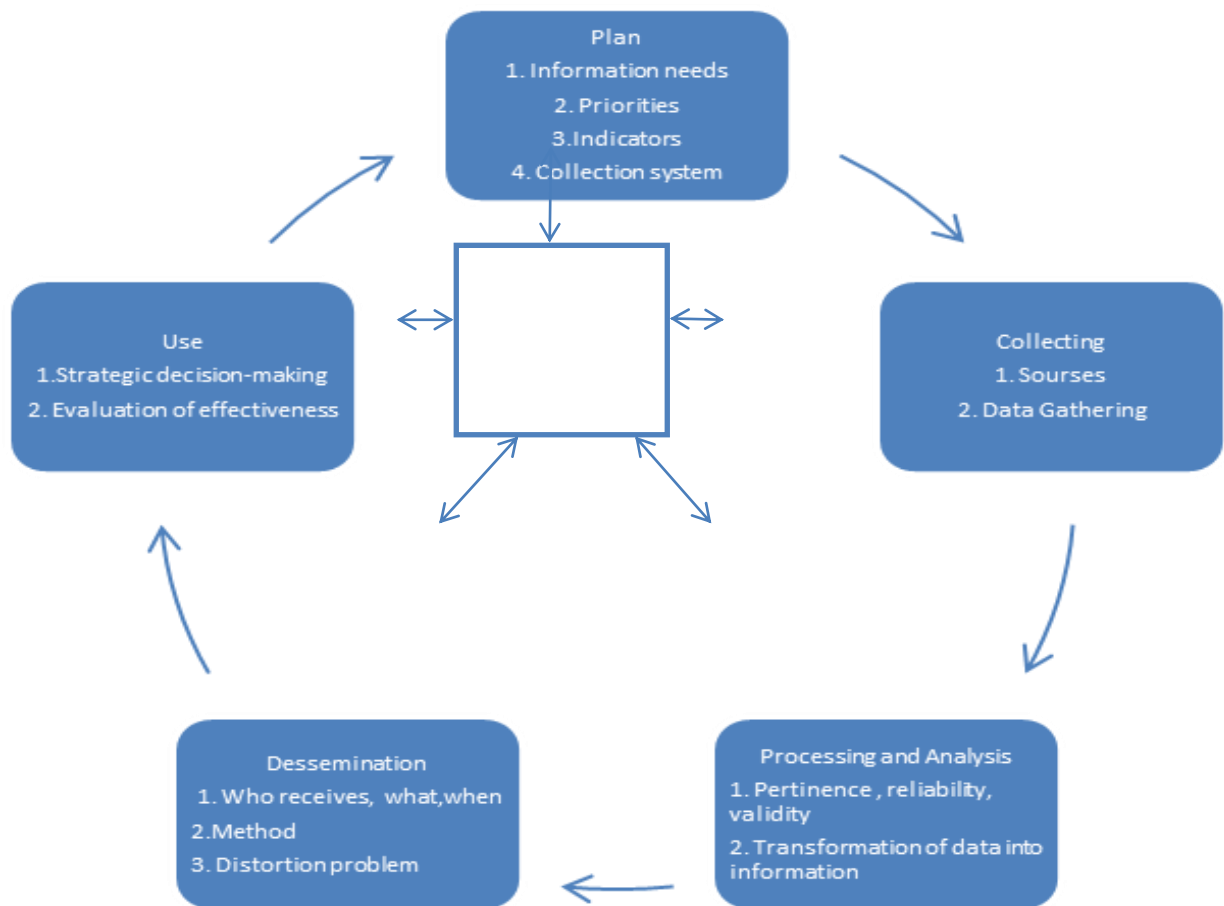 Plan
1. Information needs
2. Priorities
3.Indicators
4. Collection system
Collecting
1. Sourses
2. Data Gathering
Processing and Analysis
1. Pertinence , reliability,
validity
2. Transformation of data into
information
Dessemination
1. Who receives, what,when
2.Method
3. Distortion problem
Use
1.Strategic decision-making
2. Evaluation of effectiveness